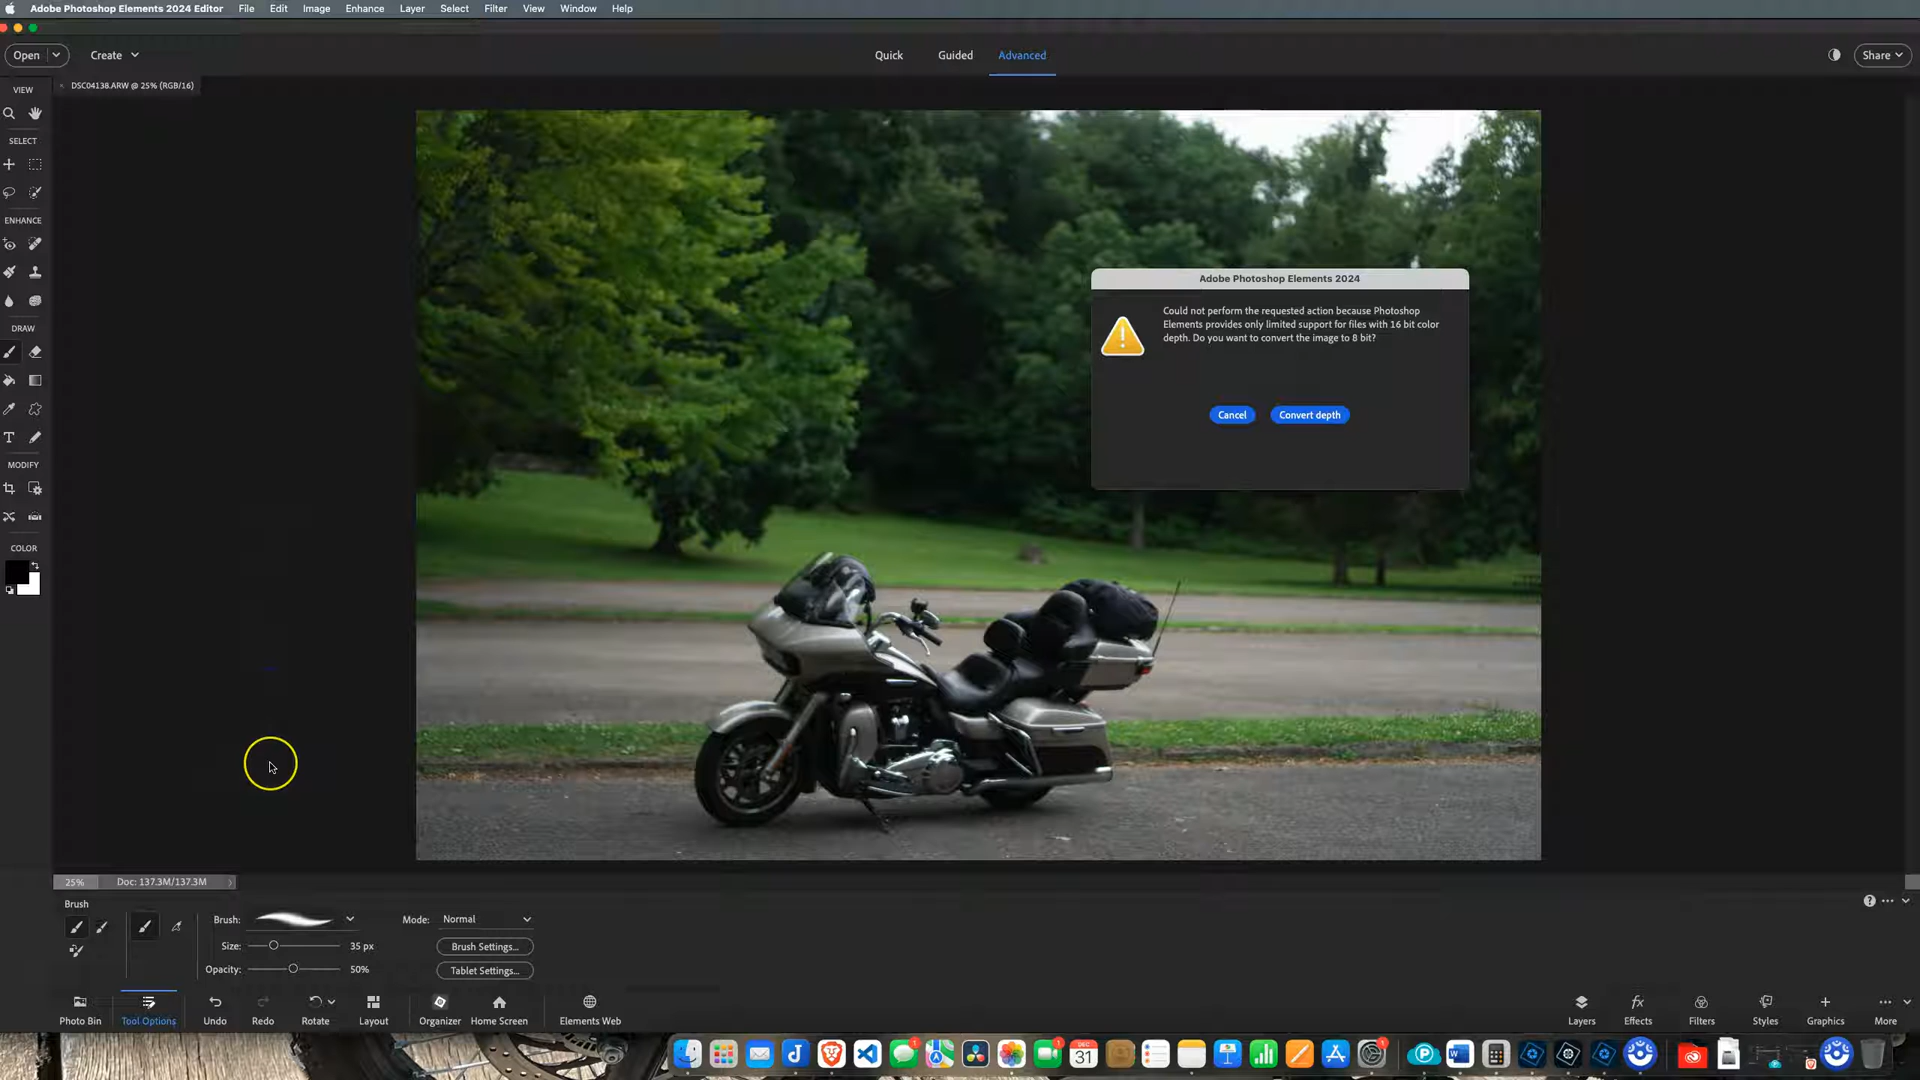 Adobe Photoshop Elements 2024 Editor File Edit Image Enhance Layer Select Filter View Window Help
Open Create Quick Guided Advanced Share
DSC04138.ARW @ 25% (RGB/16)
VIEW
SELECT
ENHANCE
DRAW
MODIFY
COLOR
Adobe Photoshop Elements 2024
Could not perform the requested action because Photoshop
Elements provides only limited support for files with 16 bit color
depth. Do you want to convert the image to 8 bit?
Cancel Convert depth
25% Doc: 137.3M/137.3M
Brush
Brush: Mode: Normal
Size: 35 px Brush Settings...
Opacity: 50% Tablet Settings...
Photo Bin Tool Options Undo Redo Rotate Layout Organizer Home Screen Elements Web Layers Effects Filters Styles Graphics More
DEC
31